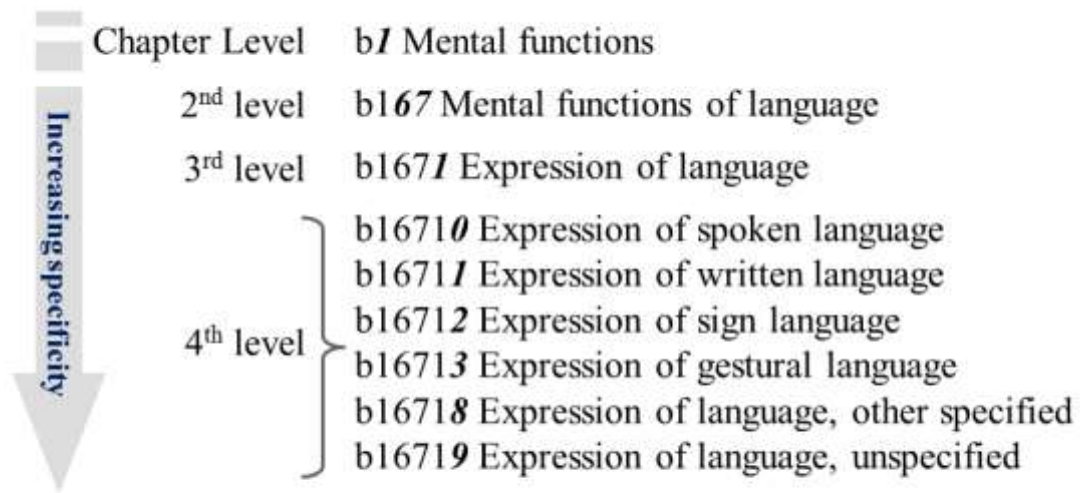 Chapter Level b1 Mental functions
2nd level b167 Mental functions of language
3rd level b1671 Expression of language
b16710 Expression of spoken language
b16711 Expression of written language
b16712 Expression of sign language
4th level
b16713 Expression of gestural language
b16718 Expression of language, other specified
b16719 Expression of language, unspecified
Increasing specificity